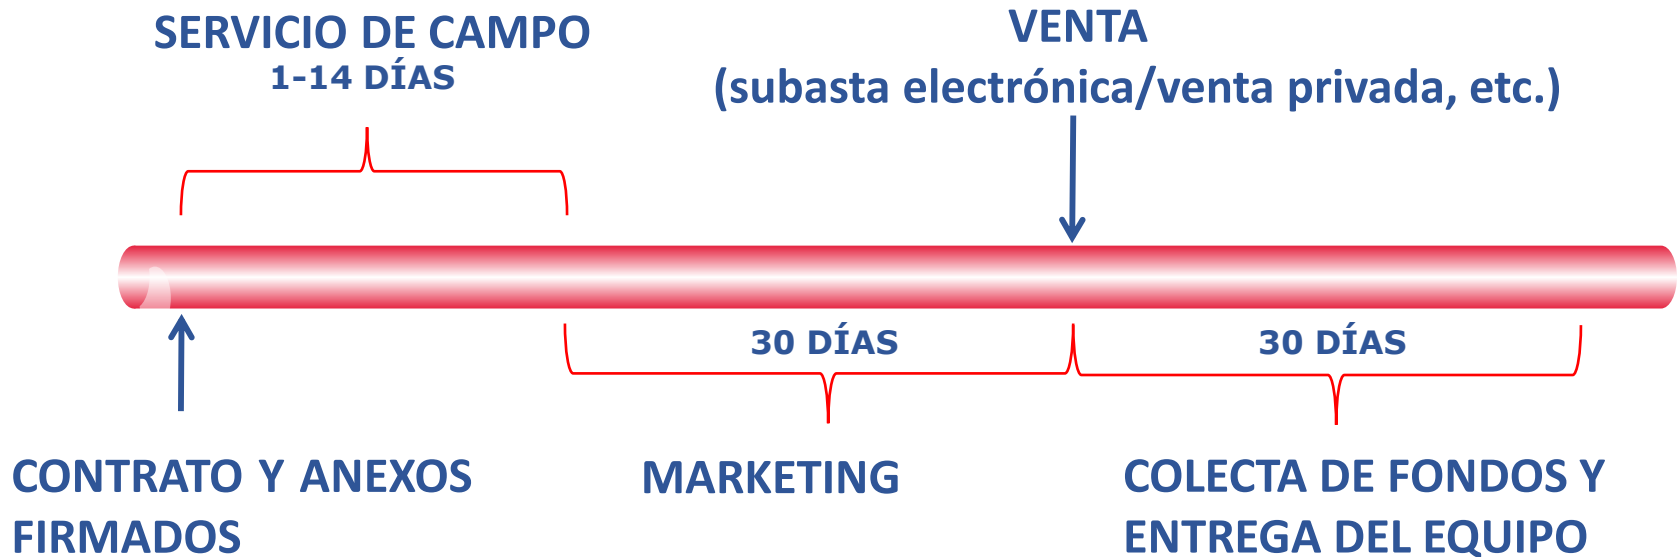 SERVICIO DE CAMPO
1-14 DÍAS
VENTA
(subasta electrónica/venta privada, etc.)
30 DÍAS
30 DÍAS
CONTRATO Y ANEXOS
FIRMADOS
MARKETING
COLECTA DE FONDOS Y
ENTREGA DEL EQUIPO